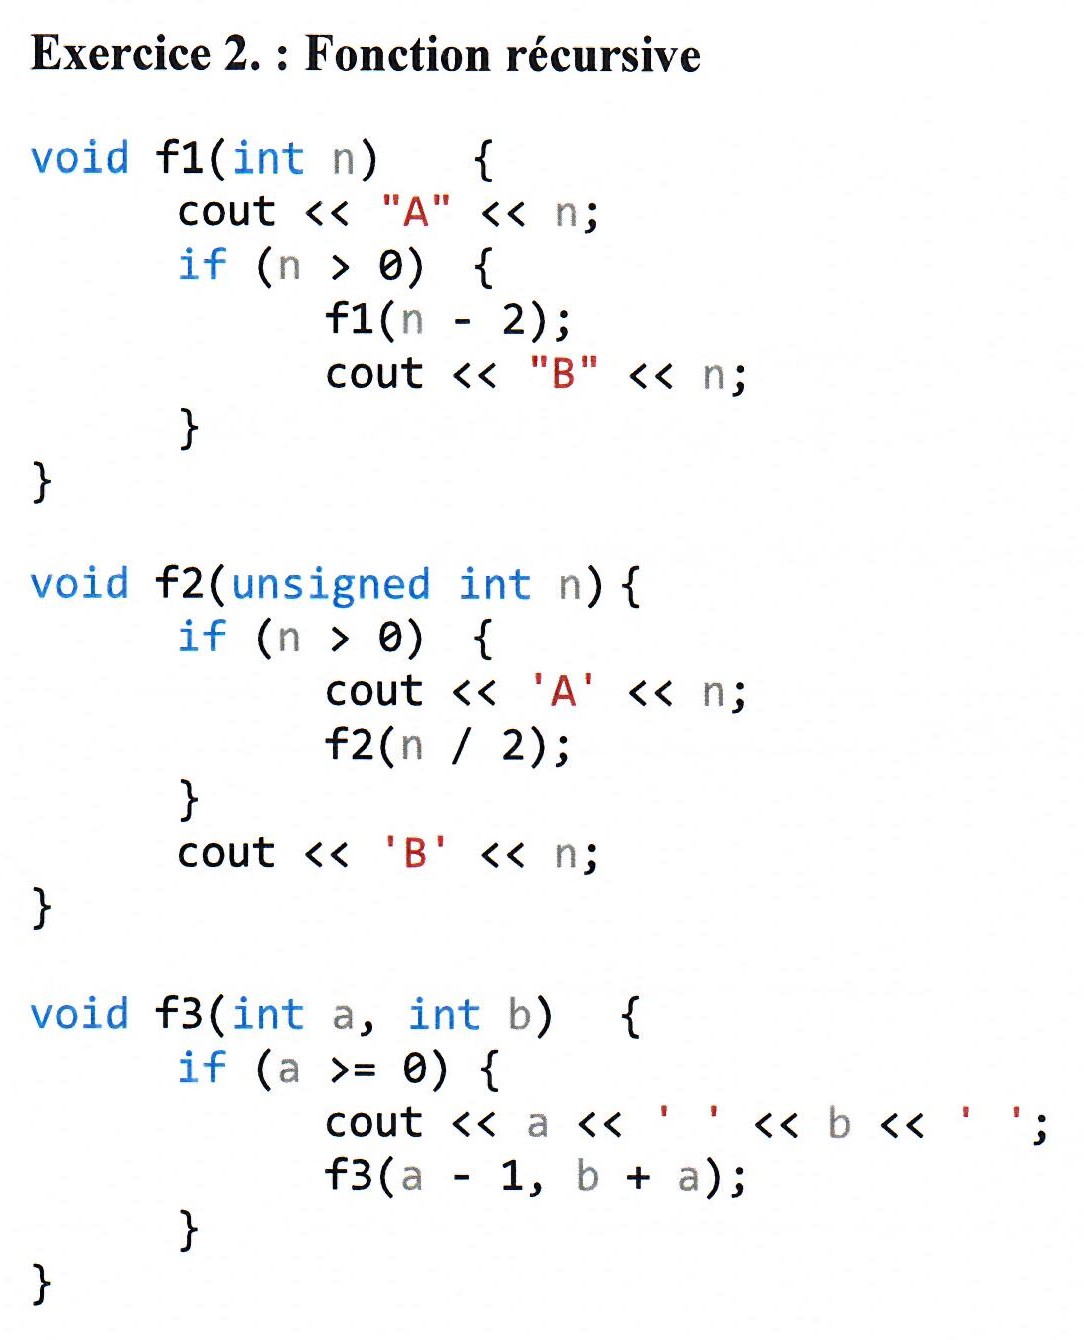 Exercice 2. : Fonction récursive
void f1(int n)   {
      cout << "A" << n;
      if (n > 0)  {
            f1(n - 2);
            cout << "B" << n;
      }
}
void f2(unsigned int n){
      if (n > 0)  {
            cout << 'A' << n;
            f2(n / 2);
      }
      cout << 'B' << n;
}
void f3(int a, int b)   {
      if (a >= 0) {
            cout << a << ' ' << b << ' ';
            f3(a - 1, b + a);
      }
}